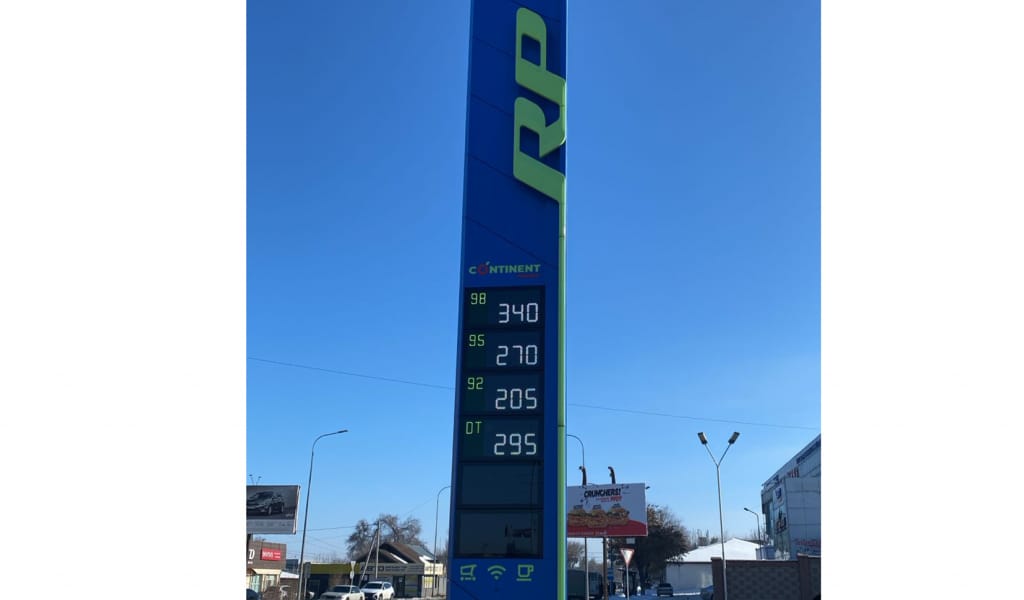 RP
CONTINENT
98 340
95 270
92 205
DT 295
CRUNCHERS!